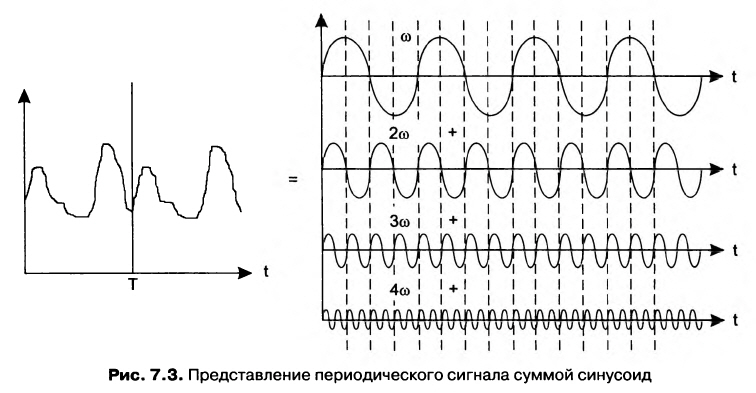 ω
t
2ω +
t
=
3ω +
t
t
T
4ω +
t
Рис. 7.3. Представление периодического сигнала суммой синусоид